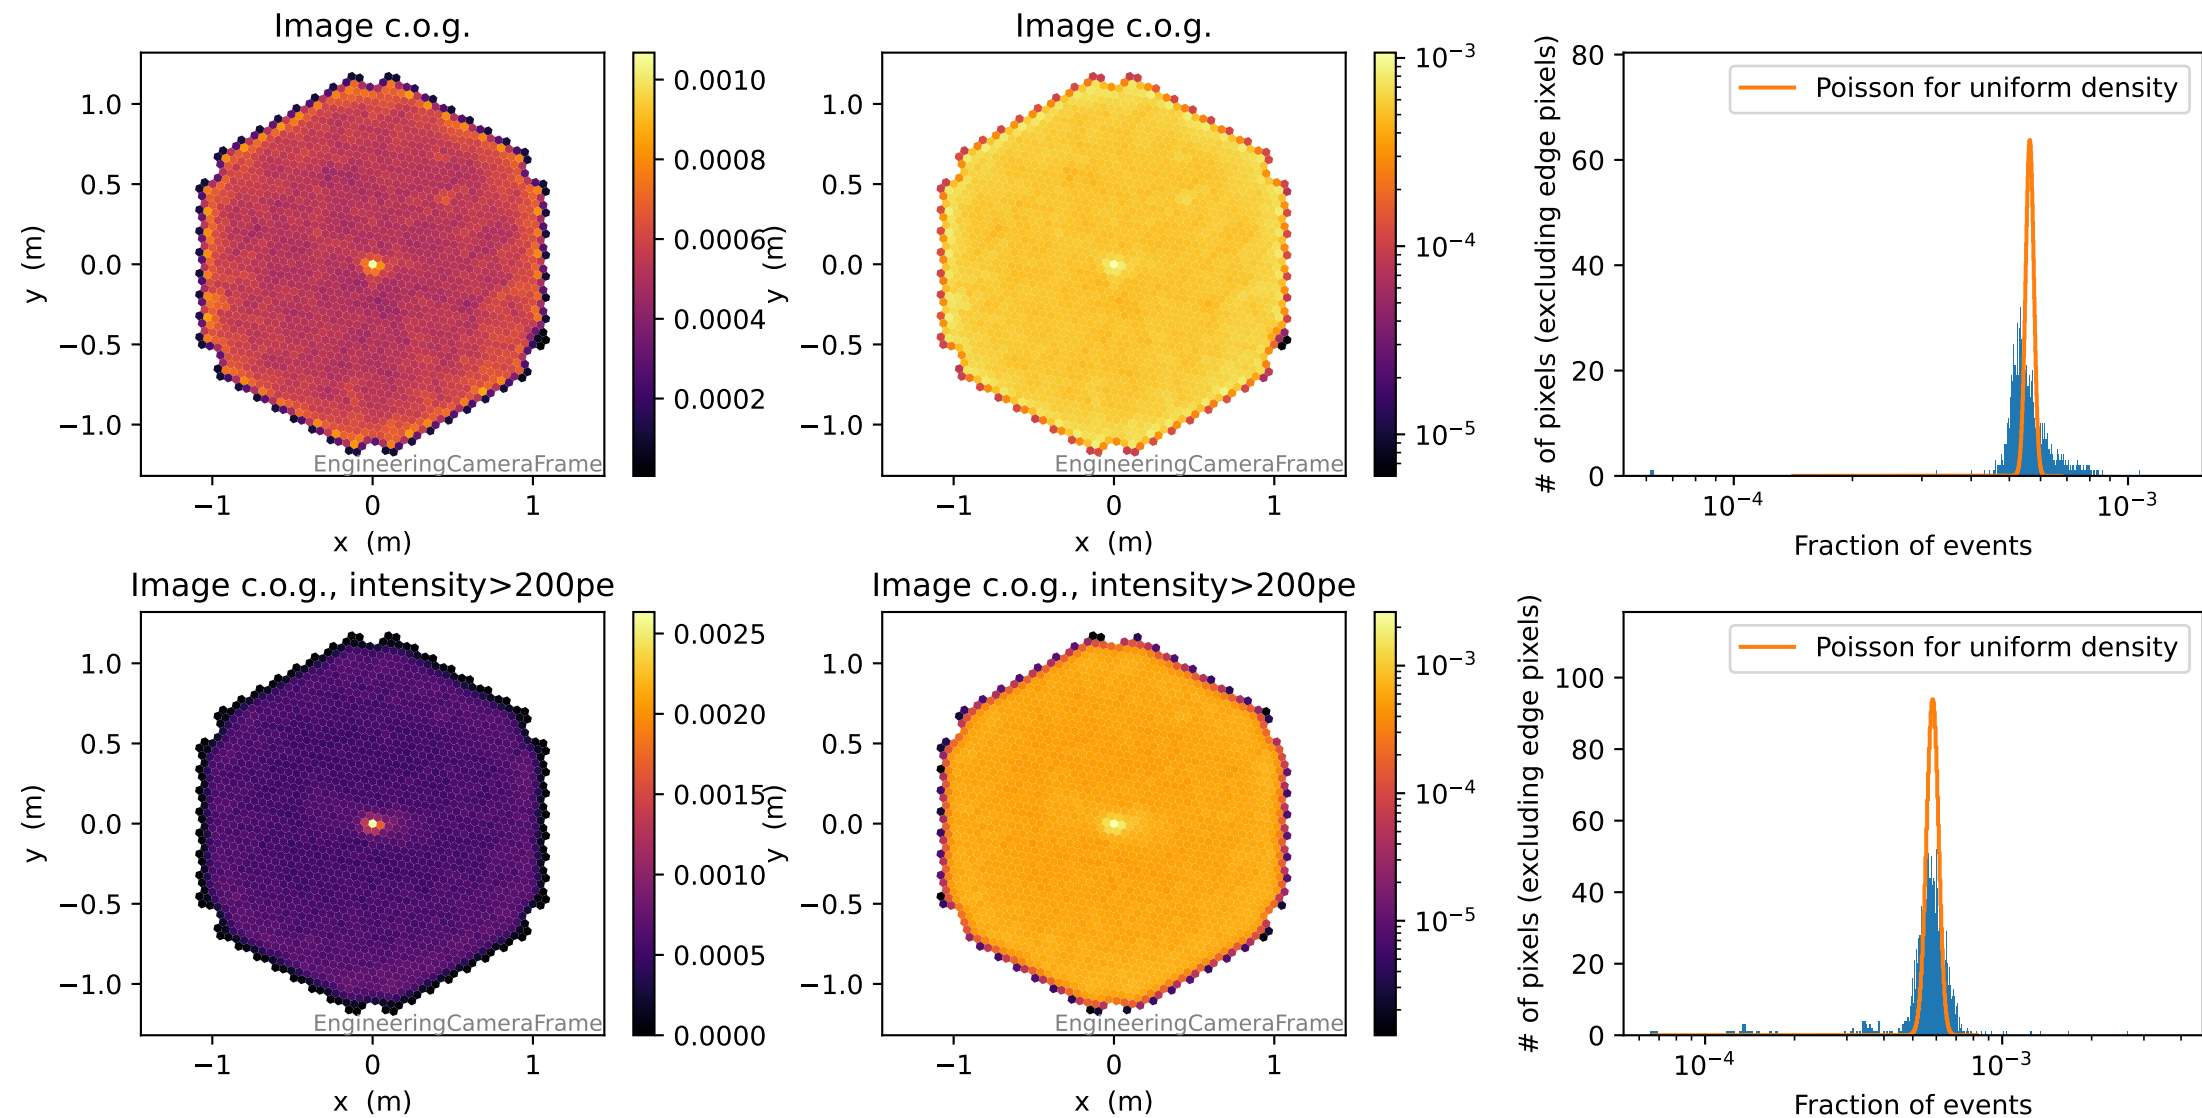 Image c.o.g.
y (m)
1.0
0.5
0.0
−0.5
−1.0
EngineeringCameraFrame
−1 0 1
x (m)
0.0010
0.0008
0.0006
0.0004
0.0002
Image c.o.g.
y (m)
1.0
0.5
0.0
−0.5
−1.0
EngineeringCameraFrame
−1 0 1
x (m)
10⁻³
10⁻⁴
10⁻⁵
# of pixels (excluding edge pixels)
80
60
40
20
0
Poisson for uniform density
10⁻⁴ 10⁻³
Fraction of events
Image c.o.g., intensity>200pe
y (m)
1.0
0.5
0.0
−0.5
−1.0
EngineeringCameraFrame
−1 0 1
x (m)
0.0025
0.0020
0.0015
0.0010
0.0005
0.0000
Image c.o.g., intensity>200pe
y (m)
1.0
0.5
0.0
−0.5
−1.0
EngineeringCameraFrame
−1 0 1
x (m)
10⁻³
10⁻⁴
10⁻⁵
# of pixels (excluding edge pixels)
100
80
60
40
20
0
Poisson for uniform density
10⁻⁴ 10⁻³
Fraction of events